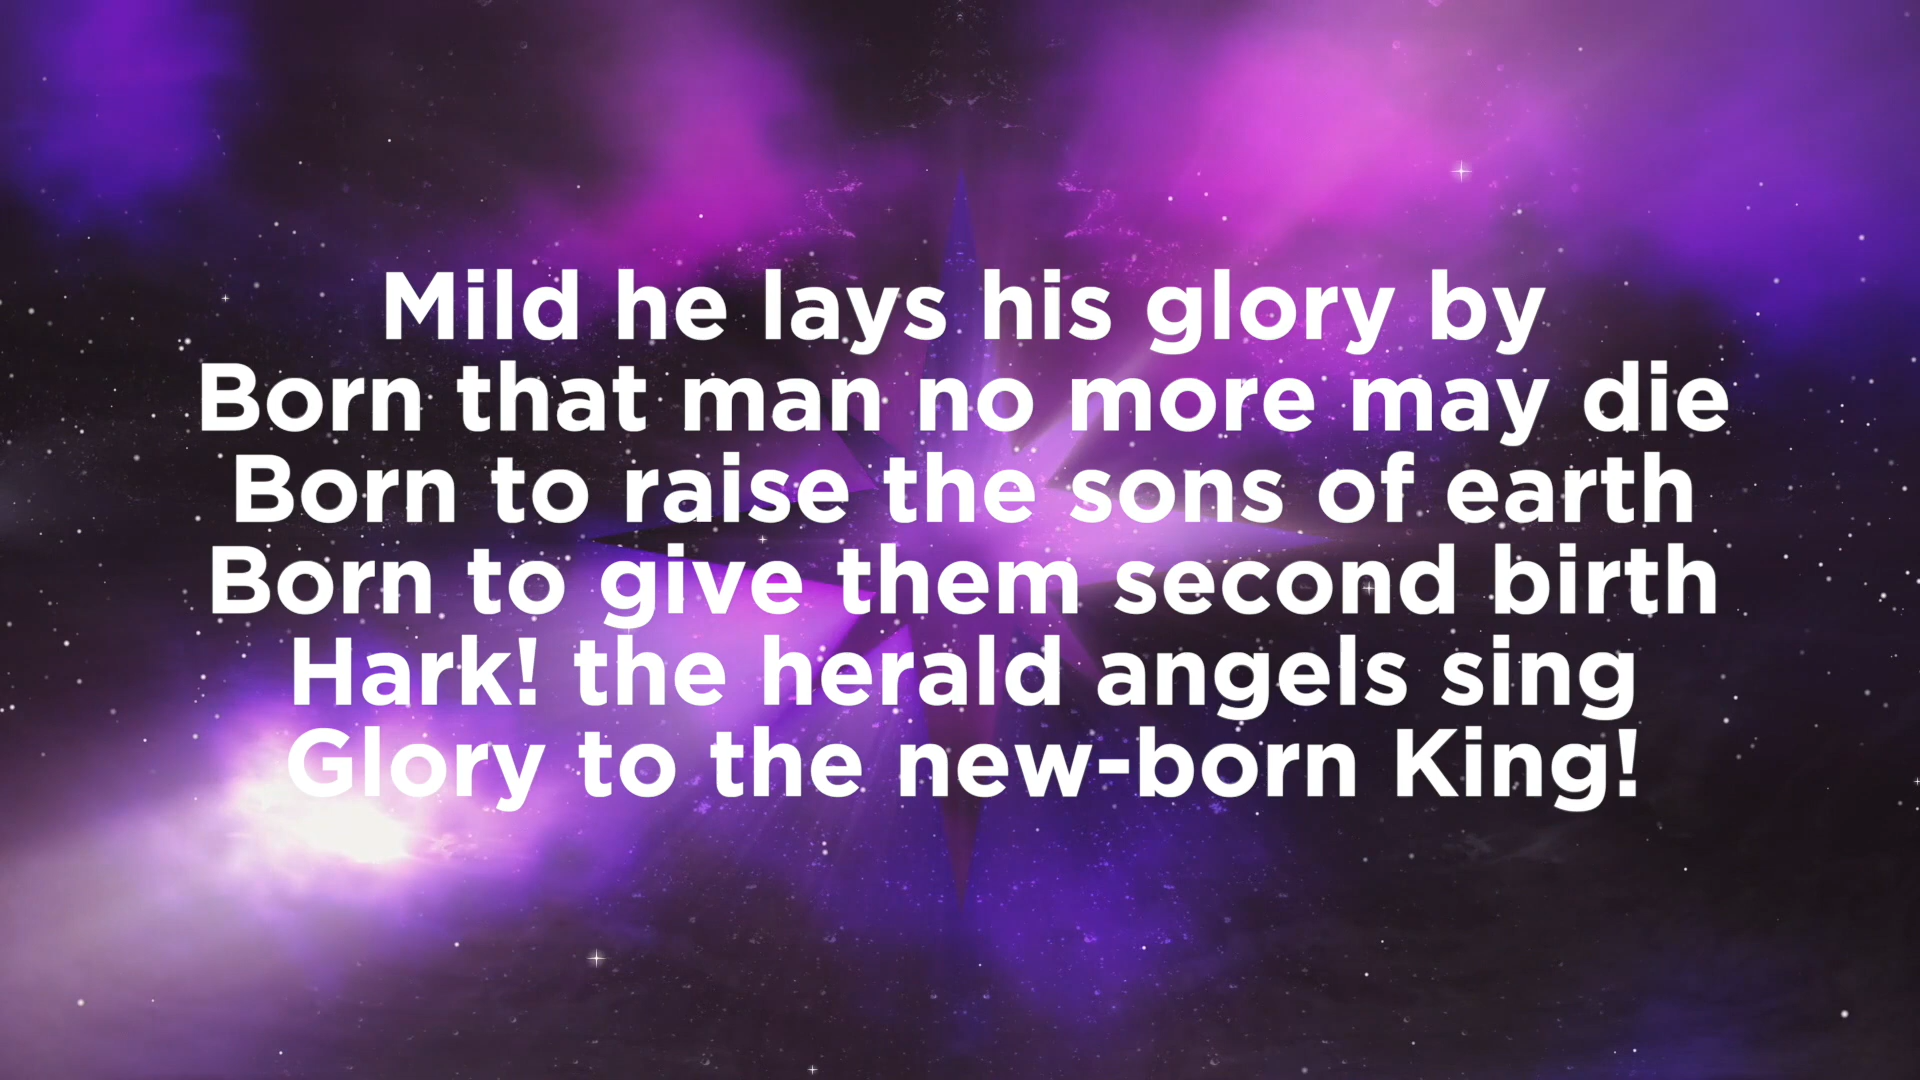 Mild he lays his glory by
Born that man no more may die
Born to raise the sons of earth
Born to give them second birth
Hark! the herald angels sing
Glory to the new-born King!